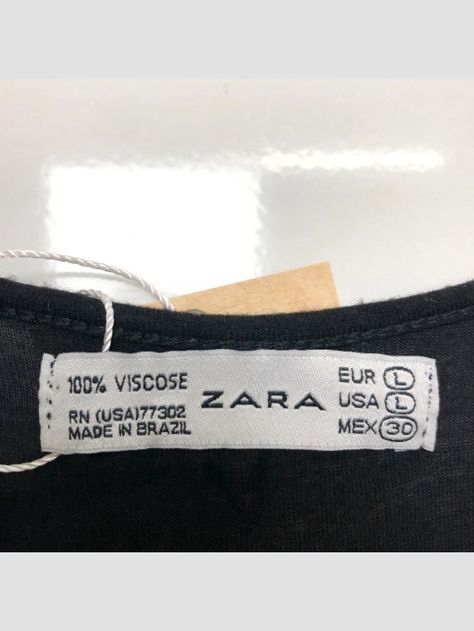 100% VISCOSE
RN (USA)77302
MADE IN BRAZIL
ZARA
EUR L
USA L
MEX 30